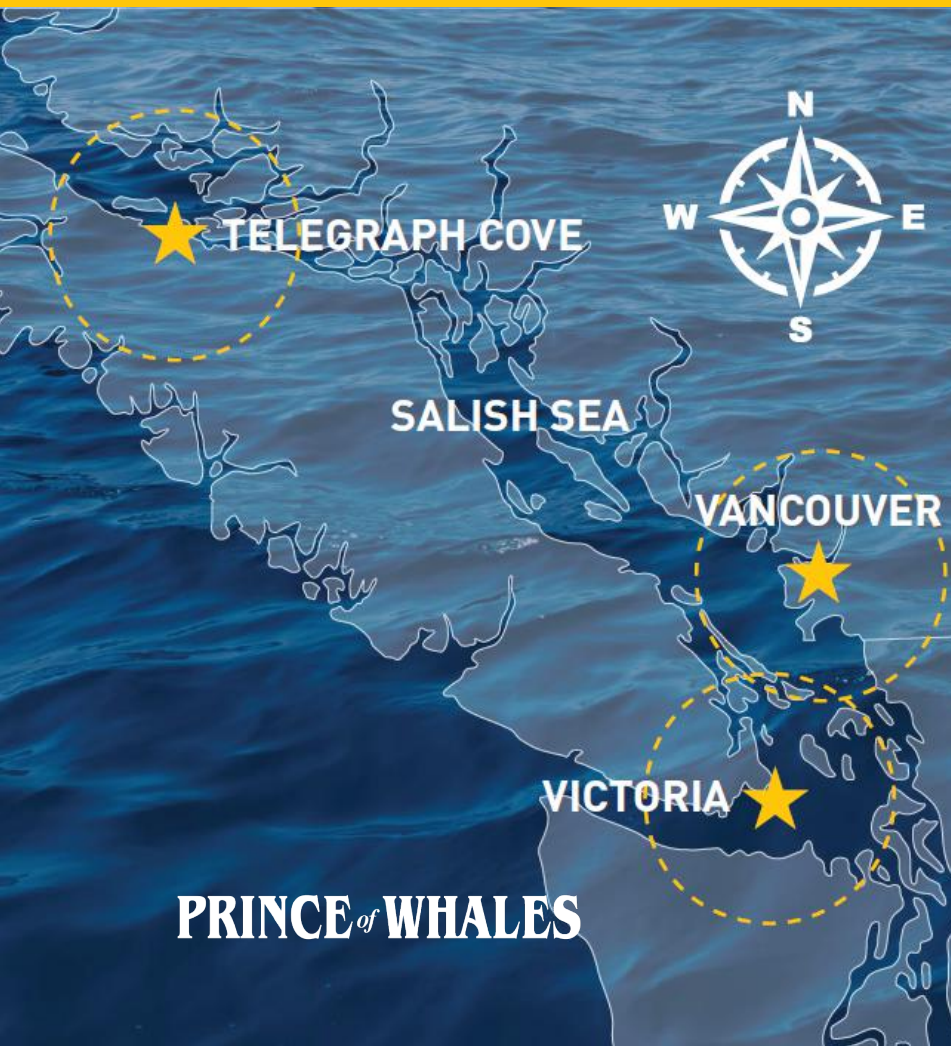 N
W E
S
TELEGRAPH COVE
SALISH SEA
VANCOUVER
VICTORIA
PRINCE of WHALES